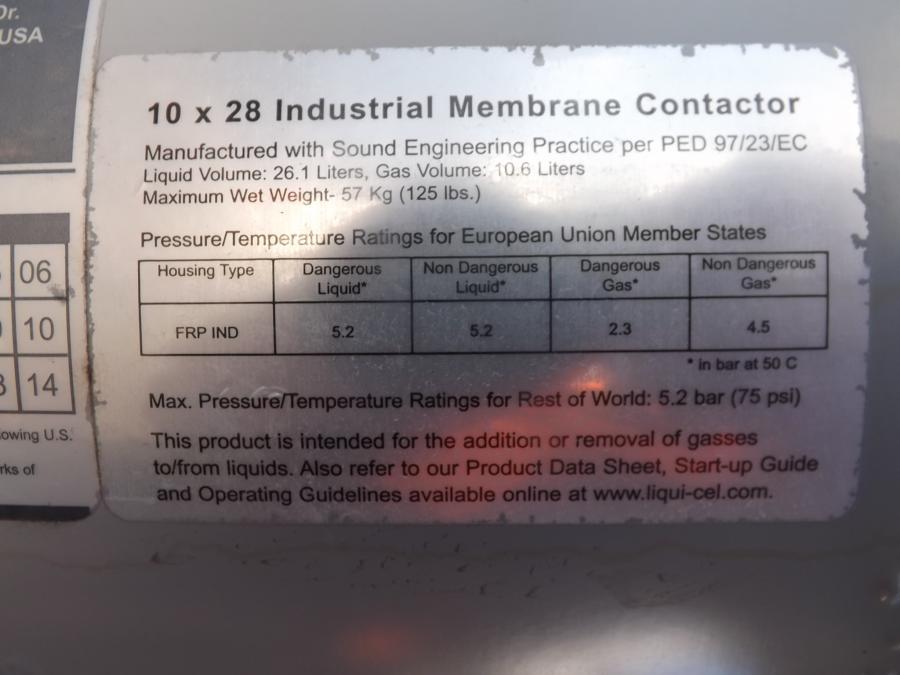 Dr.
USA
06
10
14
owing U.S.
rks of
10 x 28 Industrial Membrane Contactor
Manufactured with Sound Engineering Practice per PED 97/23/EC
Liquid Volume: 26.1 Liters, Gas Volume: 10.6 Liters
Maximum Wet Weight- 57 Kg (125 lbs.)
Pressure/Temperature Ratings for European Union Member States
Housing Type Dangerous Liquid* Non Dangerous Liquid* Dangerous Gas* Non Dangerous Gas*
FRP IND 5.2 5.2 2.3 4.5
* in bar at 50 C
Max. Pressure/Temperature Ratings for Rest of World: 5.2 bar (75 psi)
This product is intended for the addition or removal of gasses
to/from liquids. Also refer to our Product Data Sheet, Start-up Guide
and Operating Guidelines available online at www.liqui-cel.com.